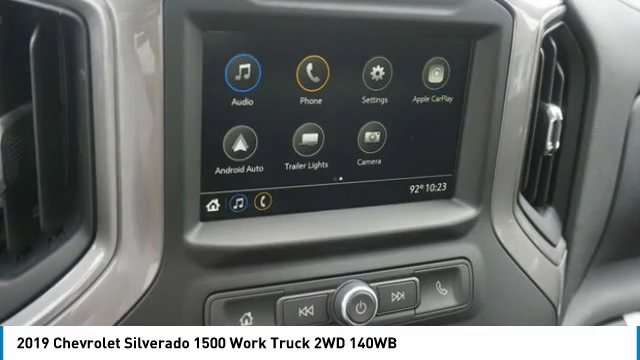 Audio
Phone
Settings
Apple CarPlay
Android Auto
Trailer Lights
Camera
92° 10:23
2019 Chevrolet Silverado 1500 Work Truck 2WD 140WB